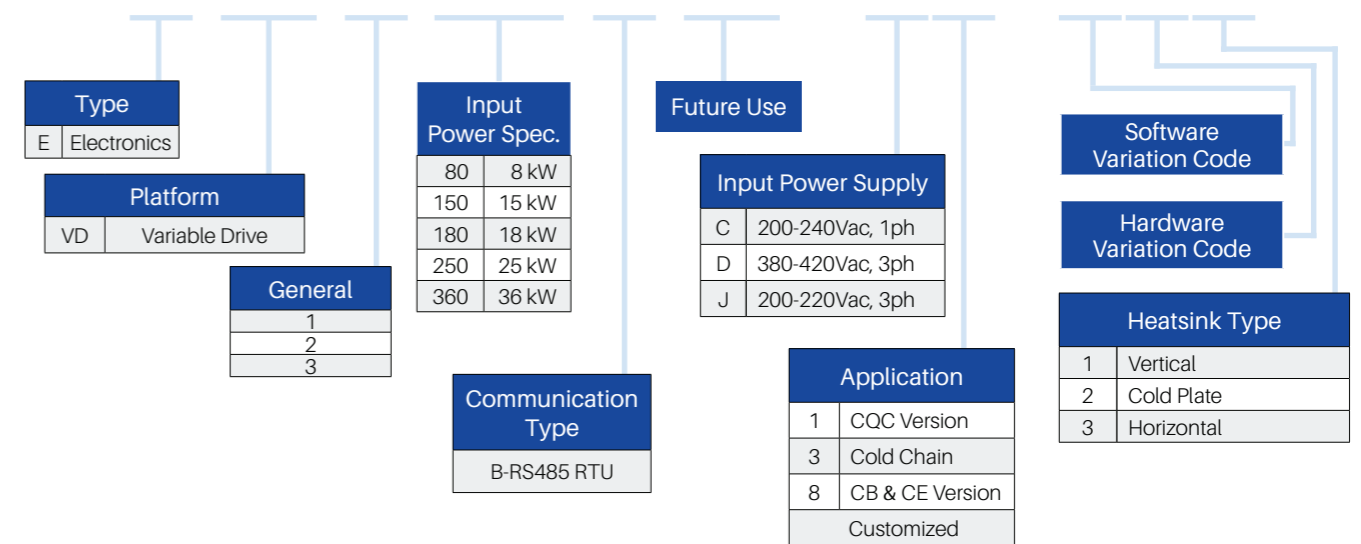 Type
E Electronics
Platform
VD Variable Drive
General
1
2
3
Input
Power Spec.
80 8 kW
150 15 kW
180 18 kW
250 25 kW
360 36 kW
Communication
Type
B-RS485 RTU
Future Use
Input Power Supply
C 200-240Vac, 1ph
D 380-420Vac, 3ph
J 200-220Vac, 3ph
Application
1 CQC Version
3 Cold Chain
8 CB & CE Version
Customized
Software
Variation Code
Hardware
Variation Code
Heatsink Type
1 Vertical
2 Cold Plate
3 Horizontal